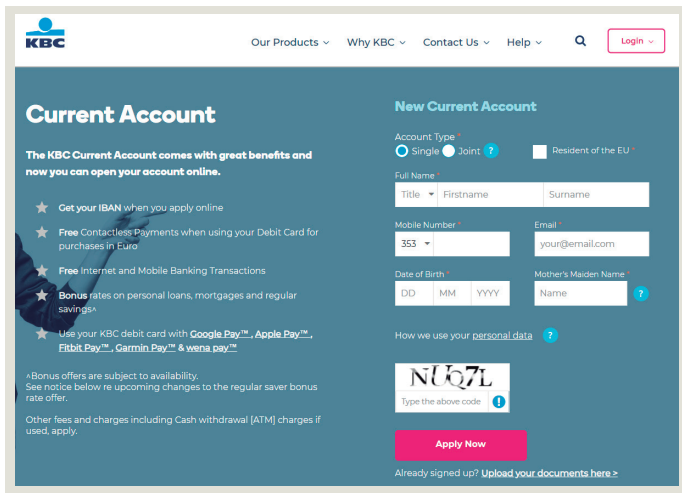 KBC
Our Products
Why KBC
Contact Us
Help
Login
Current Account
The KBC Current Account comes with great benefits and
now you can open your account online.
Get your IBAN when you apply online
Free Contactless Payments when using your Debit Card for
purchases in Euro
Free Internet and Mobile Banking Transactions
Bonus rates on personal loans, mortgages and regular
savings^
Use your KBC debit card with Google Pay™ , Apple Pay™ ,
Fitbit Pay™ , Garmin Pay™ & wena pay™
^Bonus offers are subject to availability.
See notice below re upcoming changes to the regular saver bonus
rate offer.
Other fees and charges including Cash withdrawal [ATM] charges if
used, apply.
New Current Account
Account Type *
Single Joint ?
Resident of the EU *
Full Name *
Title Firstname Surname
Mobile Number *
353
Email *
your@email.com
Date of Birth *
DD MM YYYY
Mother's Maiden Name *
Name ?
How we use your personal data ?
NUQ7L
Type the above code !
Apply Now
Already signed up? Upload your documents here >